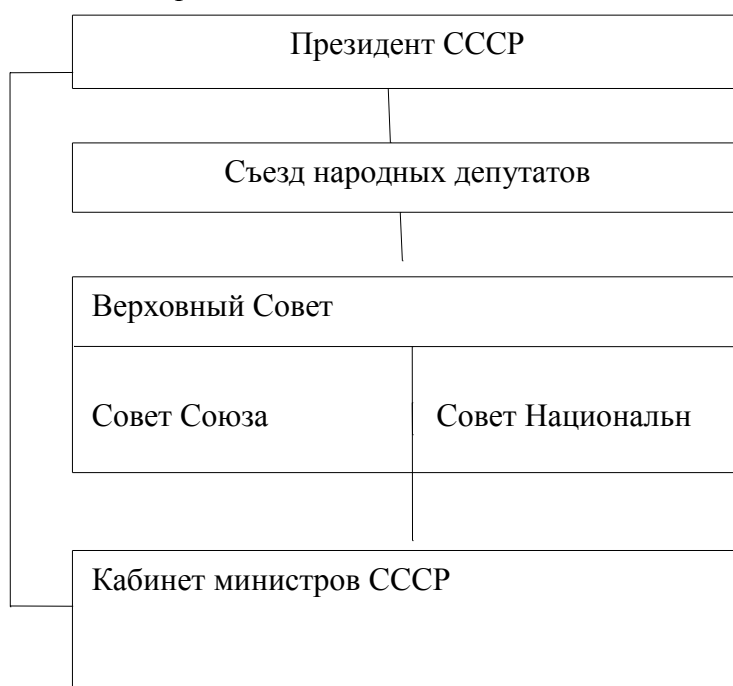 Президент СССР
Съезд народных депутатов
Верховный Совет
Совет Союза
Совет Национальн
Кабинет министров СССР